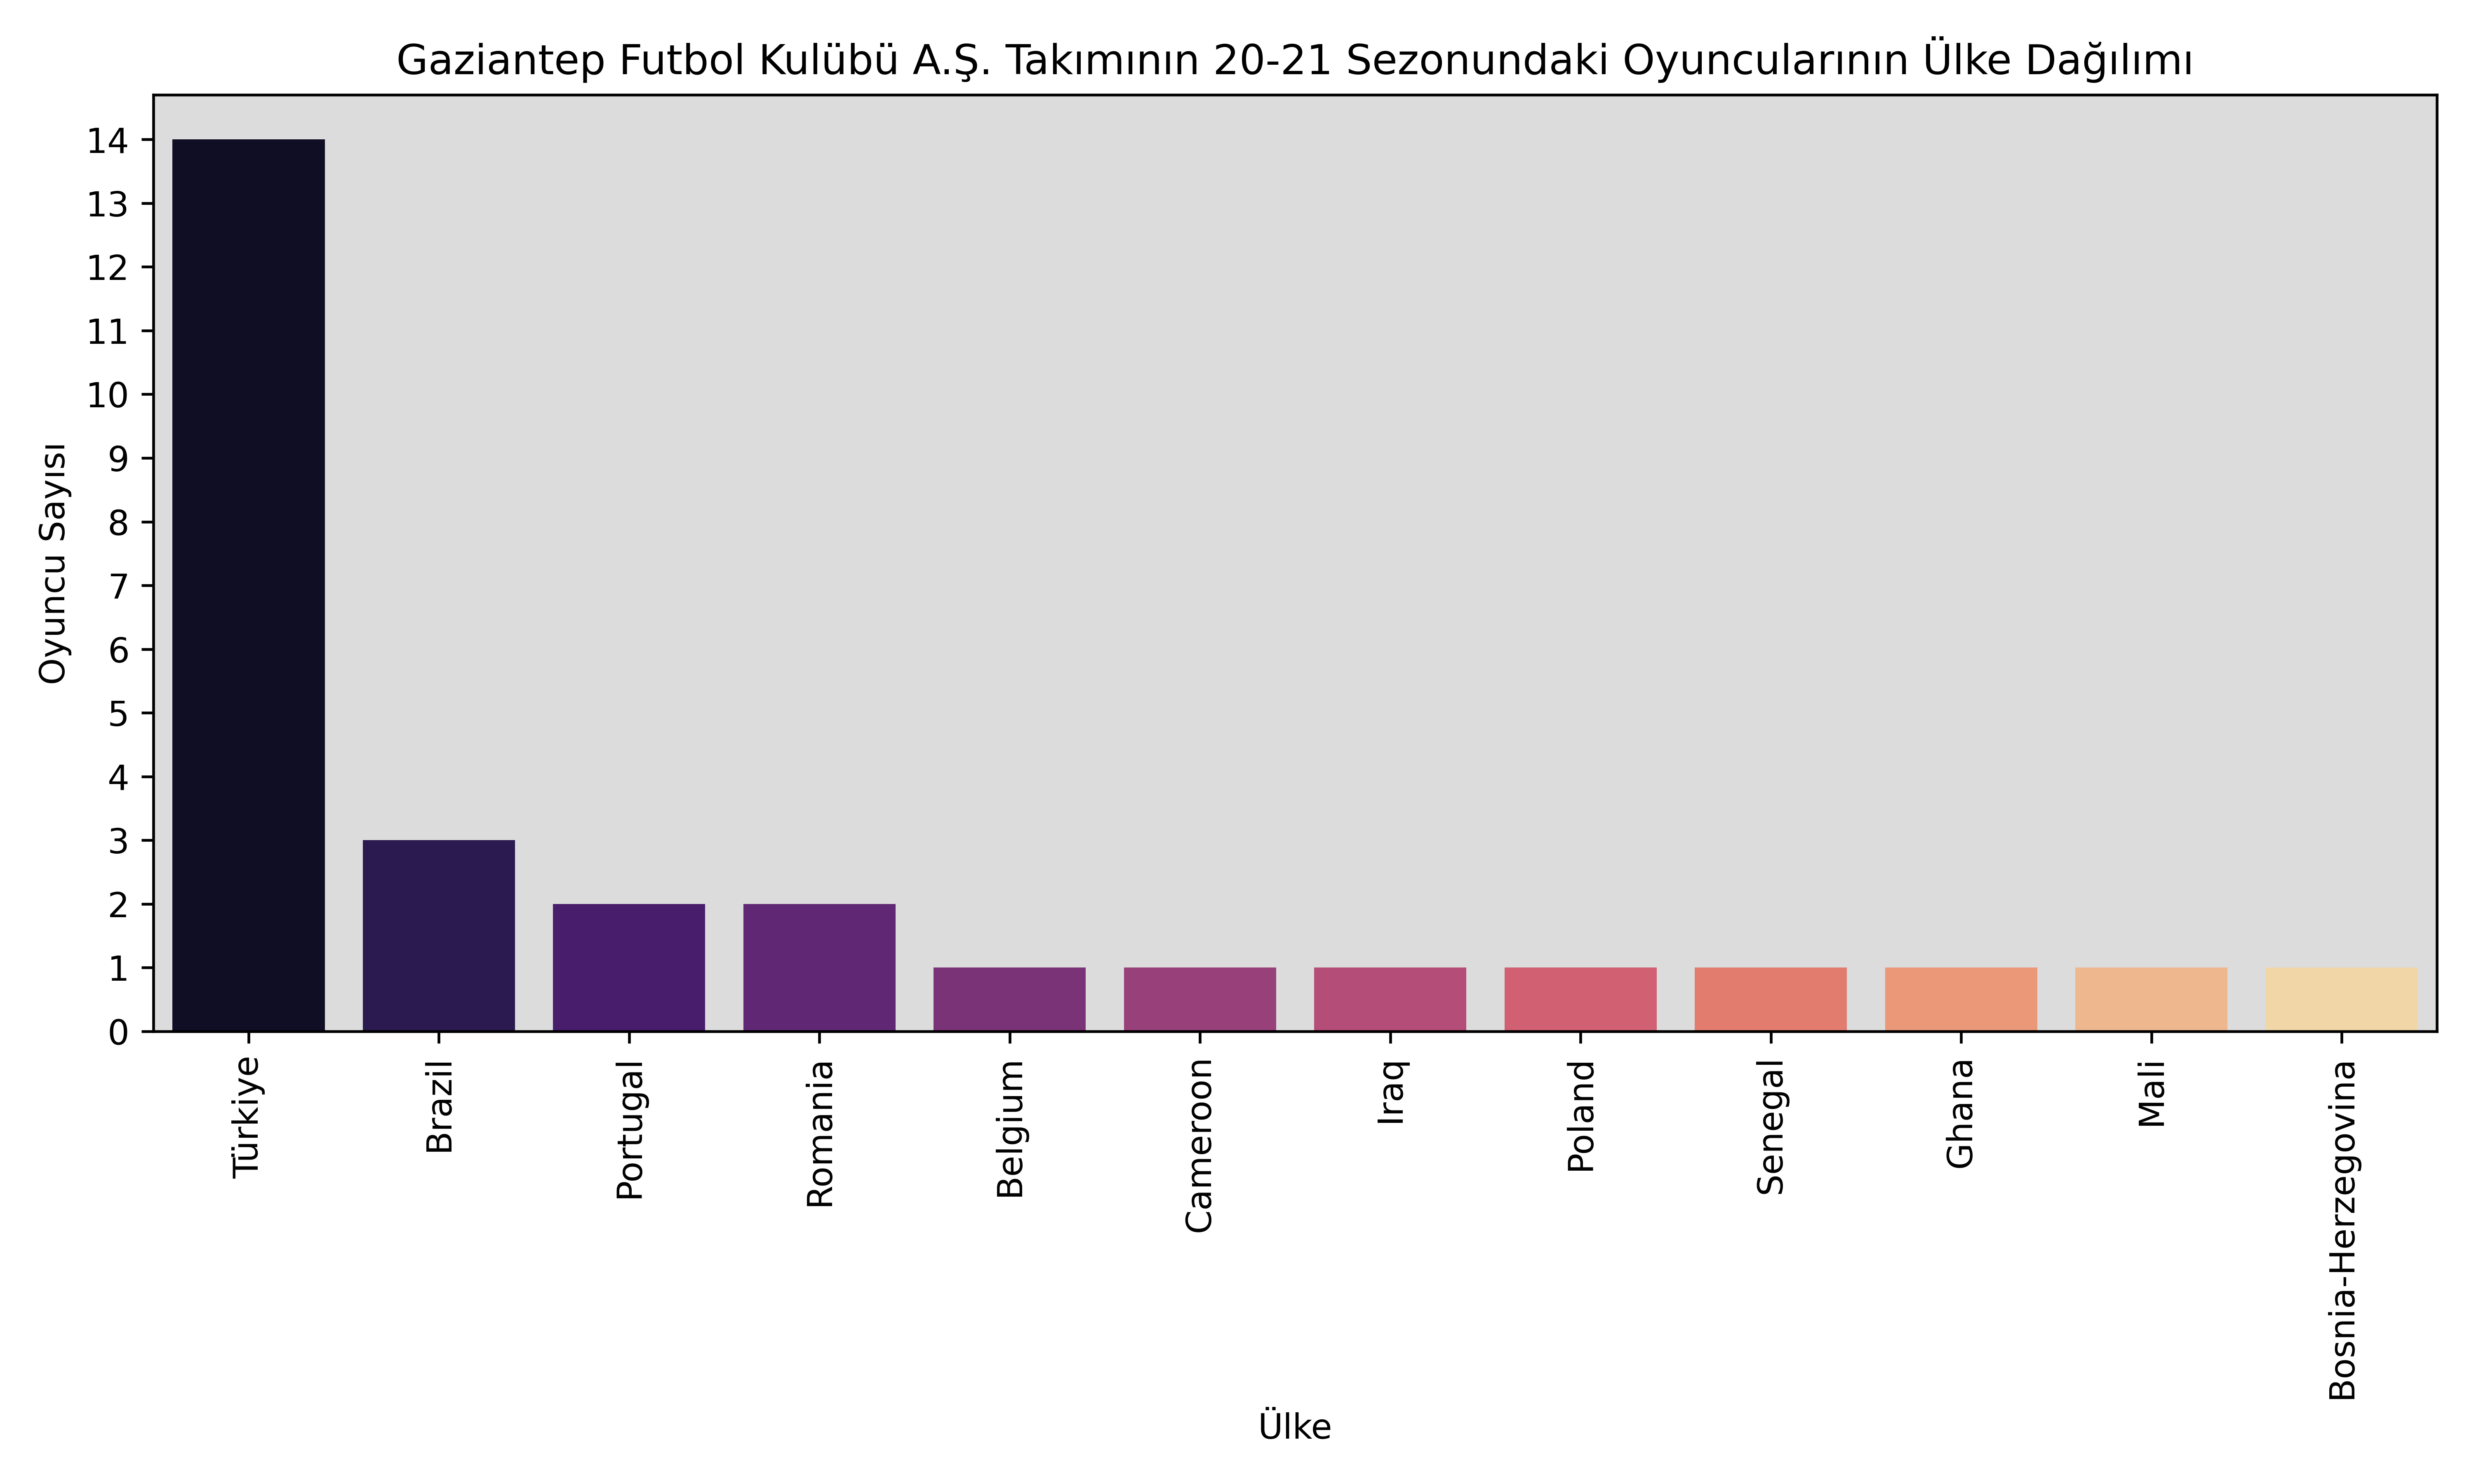 Gaziantep Futbol Kulübü A.Ş. Takımının 20-21 Sezonundaki Oyuncularının Ülke Dağılımı
Oyuncu Sayısı
14
13
12
11
10
9
8
7
6
5
4
3
2
1
0
Türkiye
Brazil
Portugal
Romania
Belgium
Cameroon
Iraq
Poland
Senegal
Ghana
Mali
Bosnia-Herzegovina
Ülke